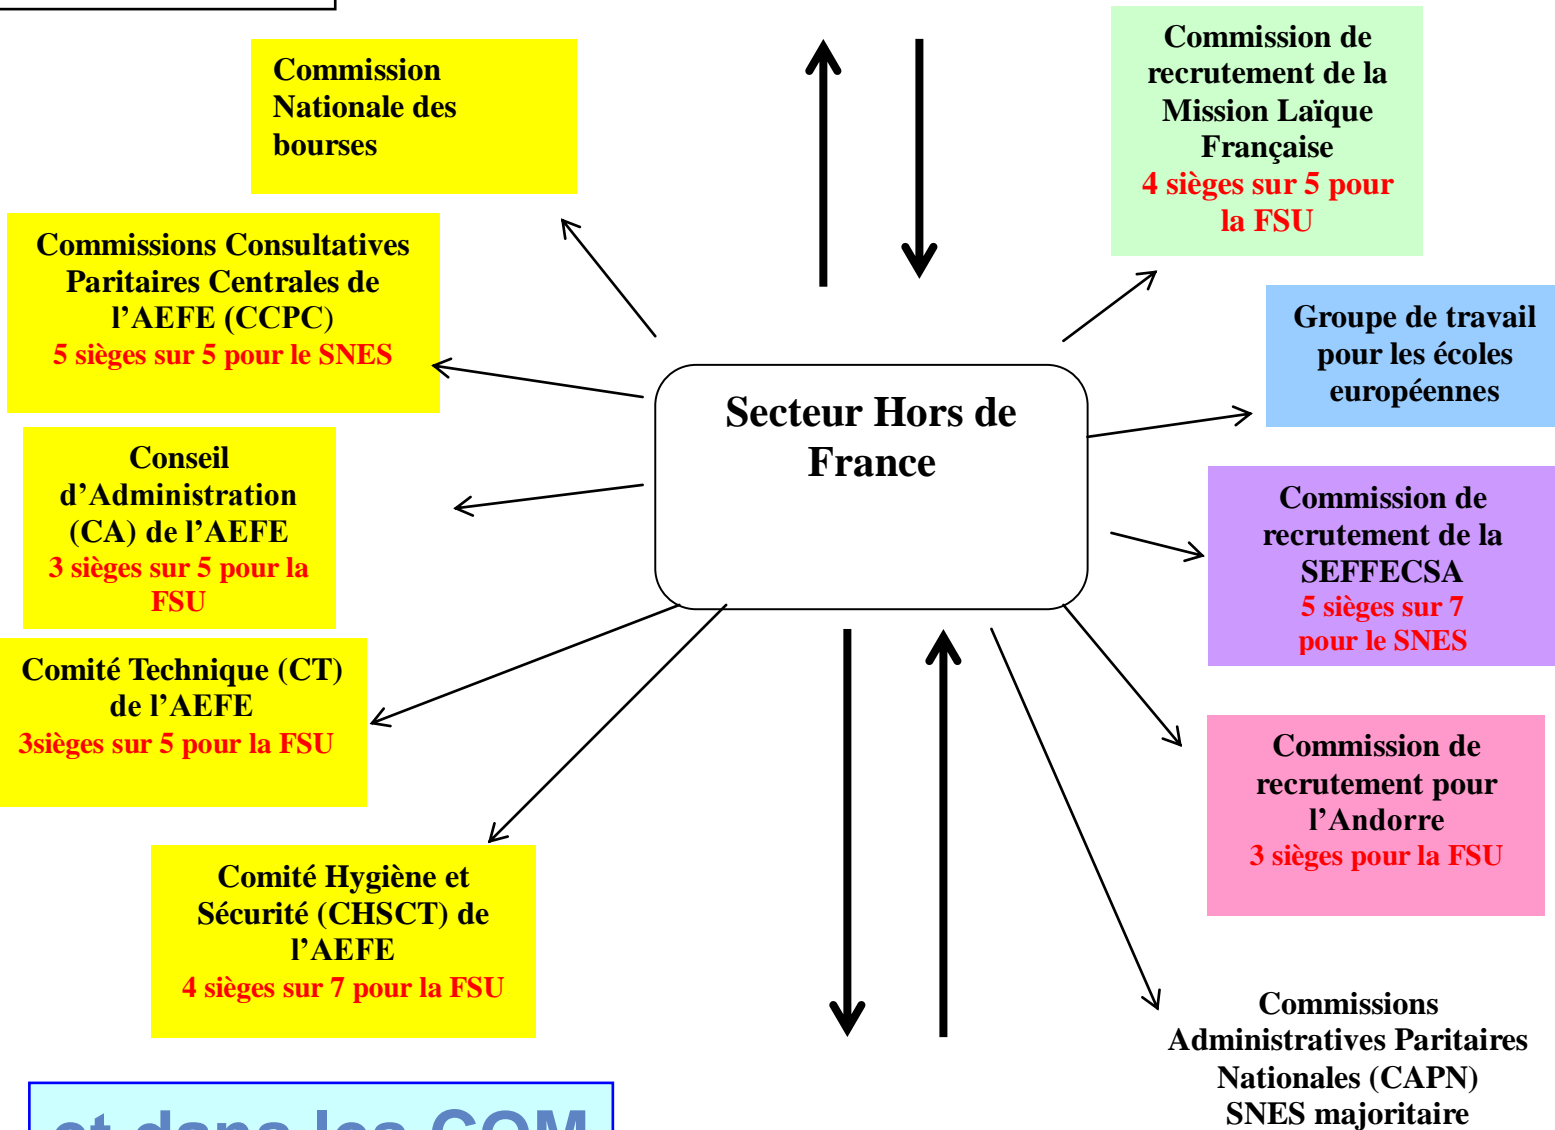 Commission
Nationale des
bourses
Commission de
recrutement de la
Mission Laïque
Française
4 sièges sur 5 pour
la FSU
Commissions Consultatives
Paritaires Centrales de
l’AEFE (CCPC)
5 sièges sur 5 pour le SNES
Groupe de travail
pour les écoles
européennes
Secteur Hors de
France
Conseil
d’Administration
(CA) de l’AEFE
3 sièges sur 5 pour la
FSU
Commission de
recrutement de la
SEFFECSA
5 sièges sur 7
pour le SNES
Comité Technique (CT)
de l’AEFE
3sièges sur 5 pour la FSU
Commission de
recrutement pour
l’Andorre
3 sièges pour la FSU
Comité Hygiène et
Sécurité (CHSCT) de
l’AEFE
4 sièges sur 7 pour la FSU
Commissions
Administratives Paritaires
Nationales (CAPN)
SNES majoritaire
et dans les COM